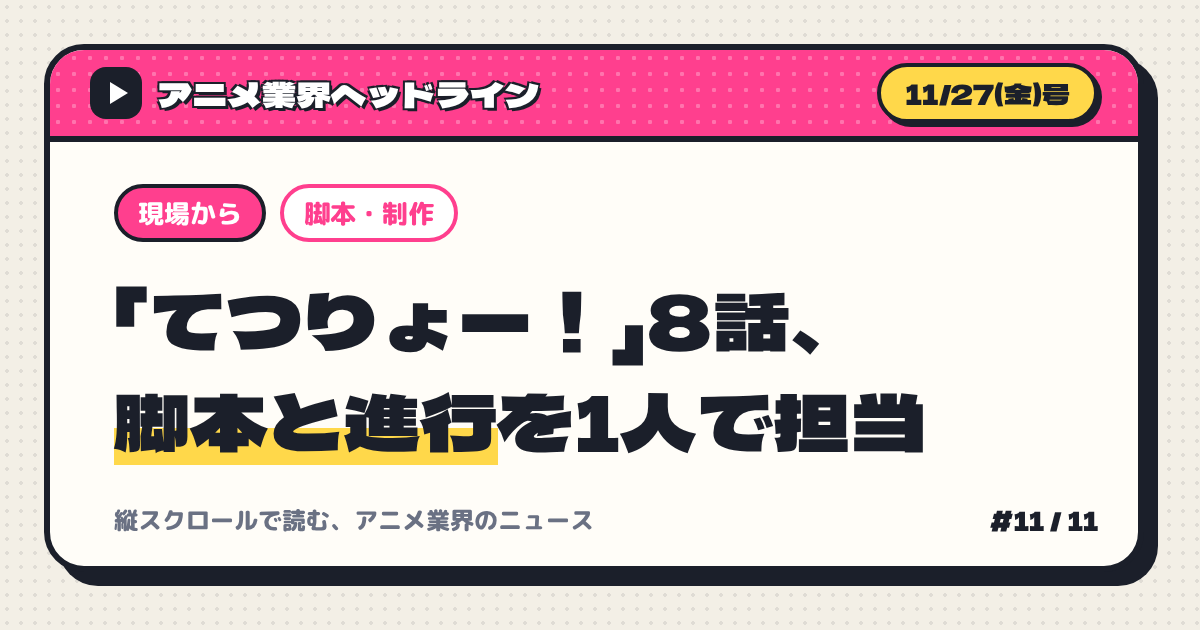 アニメ業界ヘッドライン
11/27(金)号
現場から
脚本・制作
「てつりょー！」8話、
脚本と進行を1人で担当
縦スクロールで読む、アニメ業界のニュース
#11 / 11